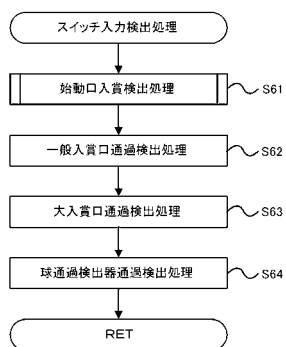 スイッチ入力検出処理
始動口入賞検出処理 S61
一般入賞口通過検出処理 S62
大入賞口通過検出処理 S63
球通過検出器通過検出処理 S64
RET